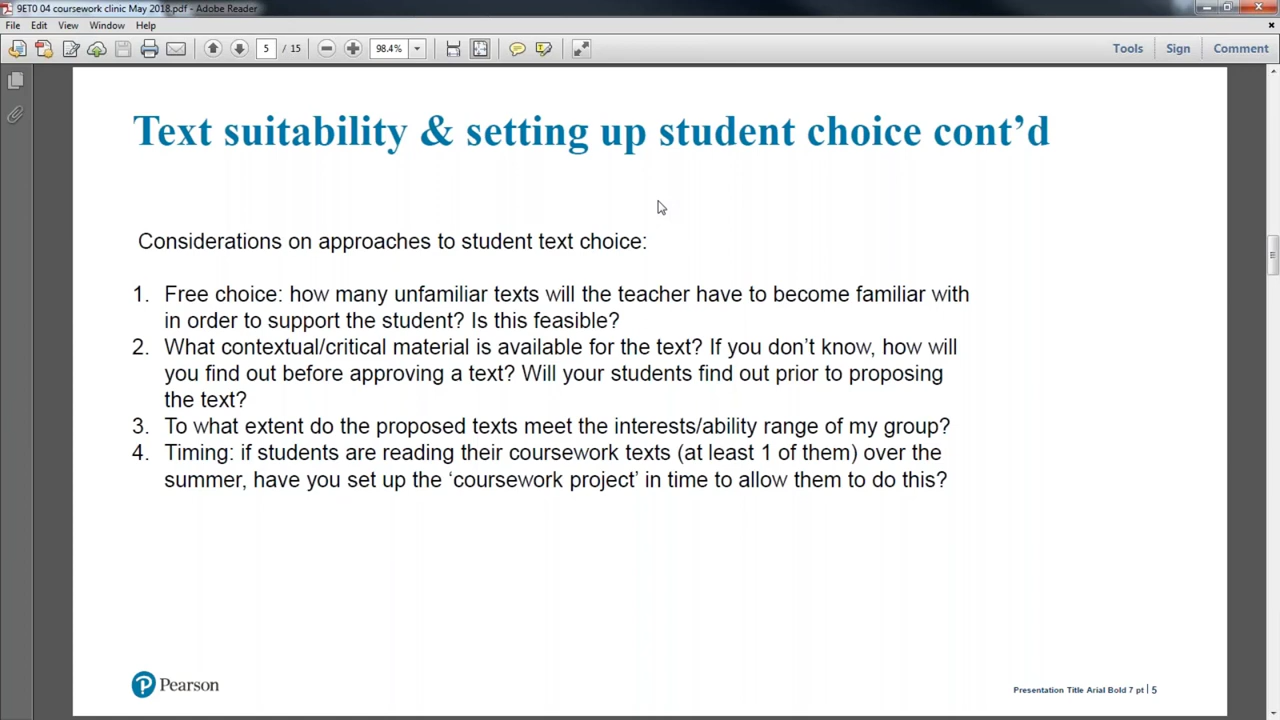 9ET0 04 coursework clinic May 2018.pdf - Adobe Reader
File Edit View Window Help
5 / 15 98.4% Tools Sign Comment
Text suitability & setting up student choice cont’d
Considerations on approaches to student text choice:
1. Free choice: how many unfamiliar texts will the teacher have to become familiar with
in order to support the student? Is this feasible?
2. What contextual/critical material is available for the text? If you don’t know, how will
you find out before approving a text? Will your students find out prior to proposing
the text?
3. To what extent do the proposed texts meet the interests/ability range of my group?
4. Timing: if students are reading their coursework texts (at least 1 of them) over the
summer, have you set up the ‘coursework project’ in time to allow them to do this?
P Pearson
Presentation Title Arial Bold 7 pt | 5